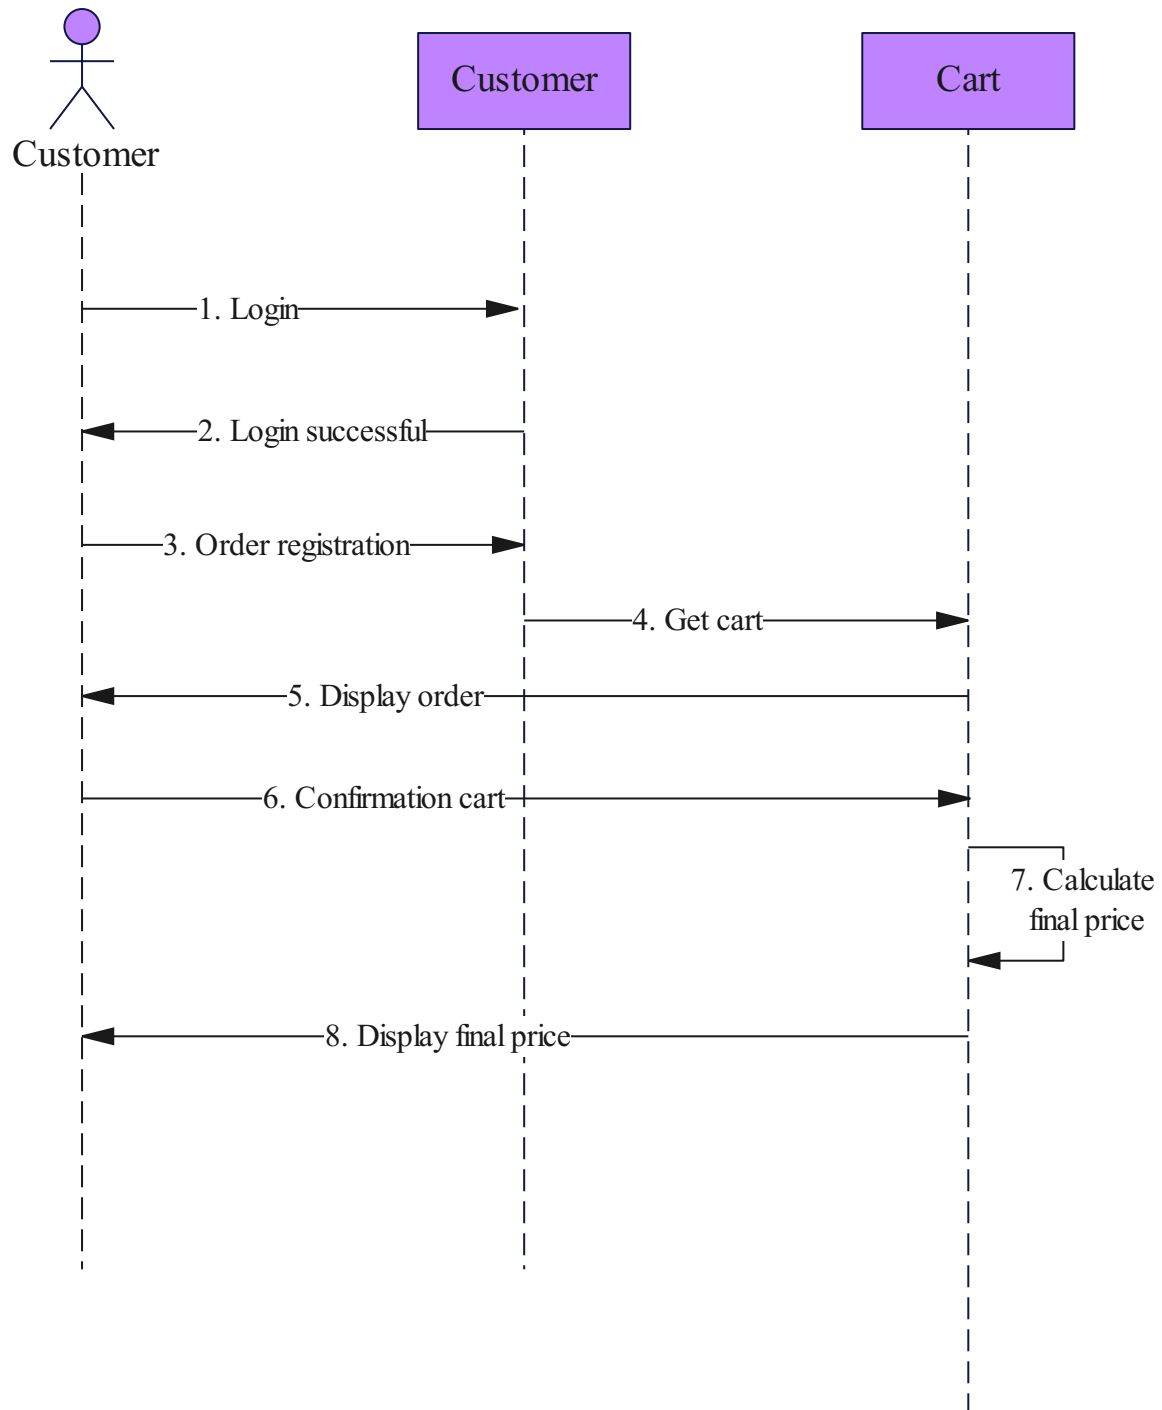 Customer
Cart
Customer
1. Login
2. Login successful
3. Order registration
4. Get cart
5. Display order
6. Confirmation cart
7. Calculate
final price
8. Display final price